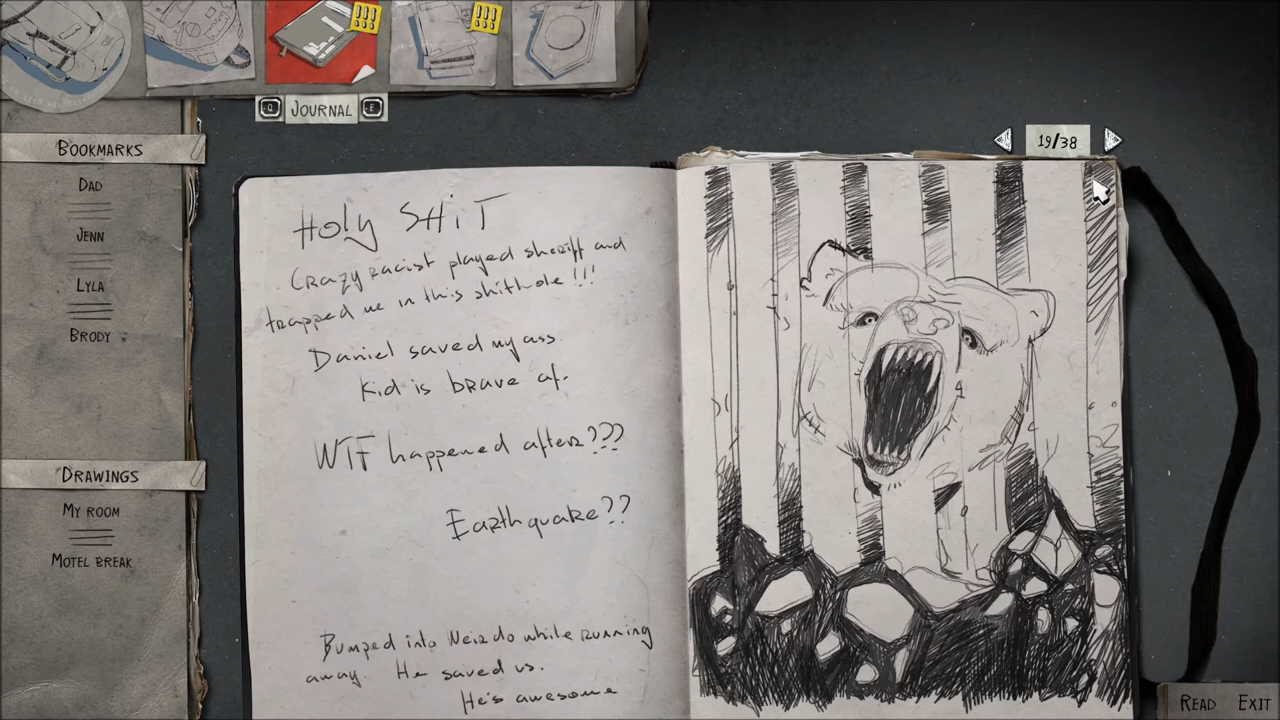 Q JOURNAL E
19/38
BOOKMARKS
DAD
JENN
LYLA
BRODY
DRAWINGS
MY ROOM
MOTEL BREAK
HOLY SHIT
Crazy racist played sheriff and
trapped me in this shithole!!!
Daniel saved my ass.
Kid is brave af.
WTF happened after???
Earthquake??
Bumped into Weirdo while running
away. He saved us.
He's awesome
READ EXIT